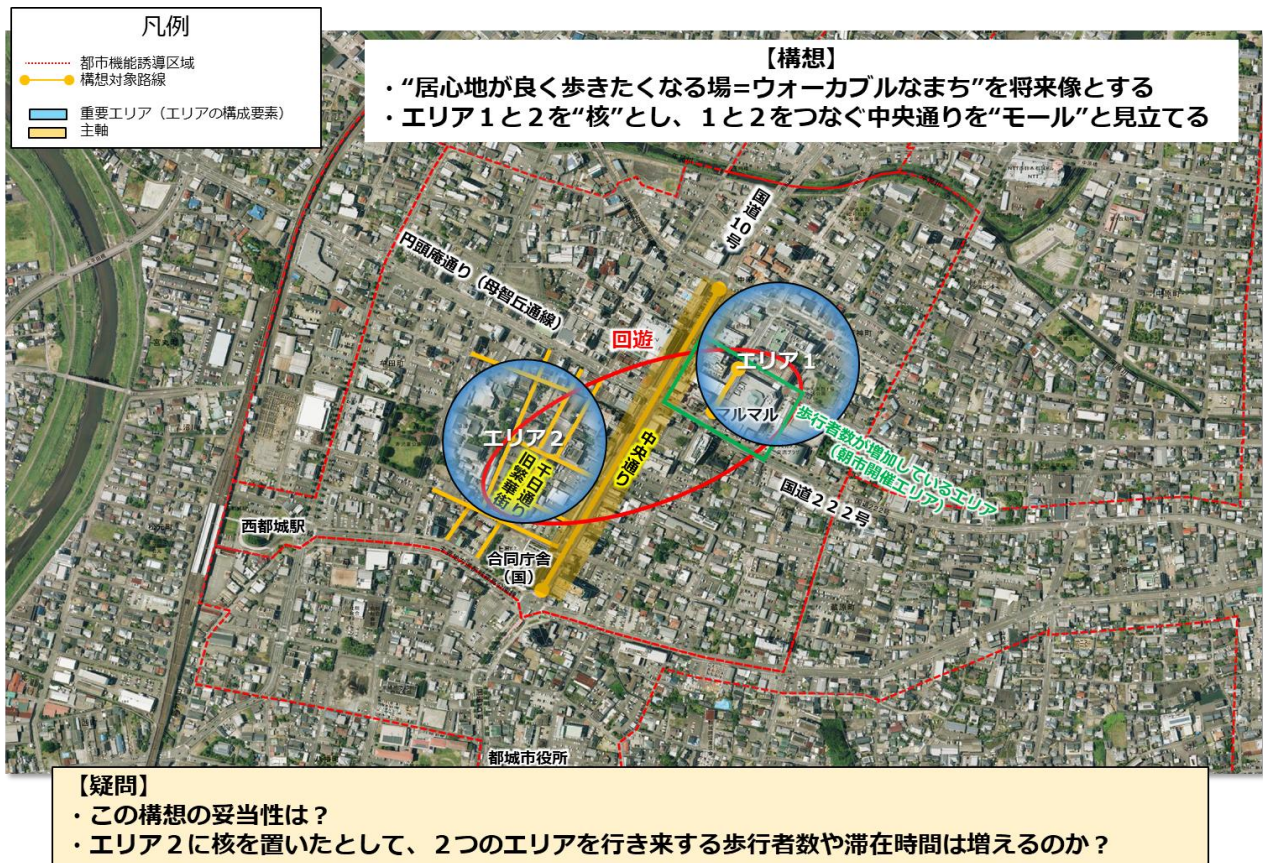 凡例
都市機能誘導区域
構想対象路線
重要エリア（エリアの構成要素）
主軸
【構想】
・“居心地が良く歩きたくなる場=ウォーカブルなまち”を将来像とする
・エリア１と２を“核”とし、１と２をつなぐ中央通りを“モール”と見立てる
国道10号
円頭庵通り（母智丘通線）
回遊
エリア１
マルマル
歩行者数が増加しているエリア
（朝市開催エリア）
エリア２
千日通り
旧繁華街
中央通り
国道２２２号
西都城駅
合同庁舎
（国）
都城市役所
【疑問】
・この構想の妥当性は？
・エリア２に核を置いたとして、２つのエリアを行き来する歩行者数や滞在時間は増えるのか？